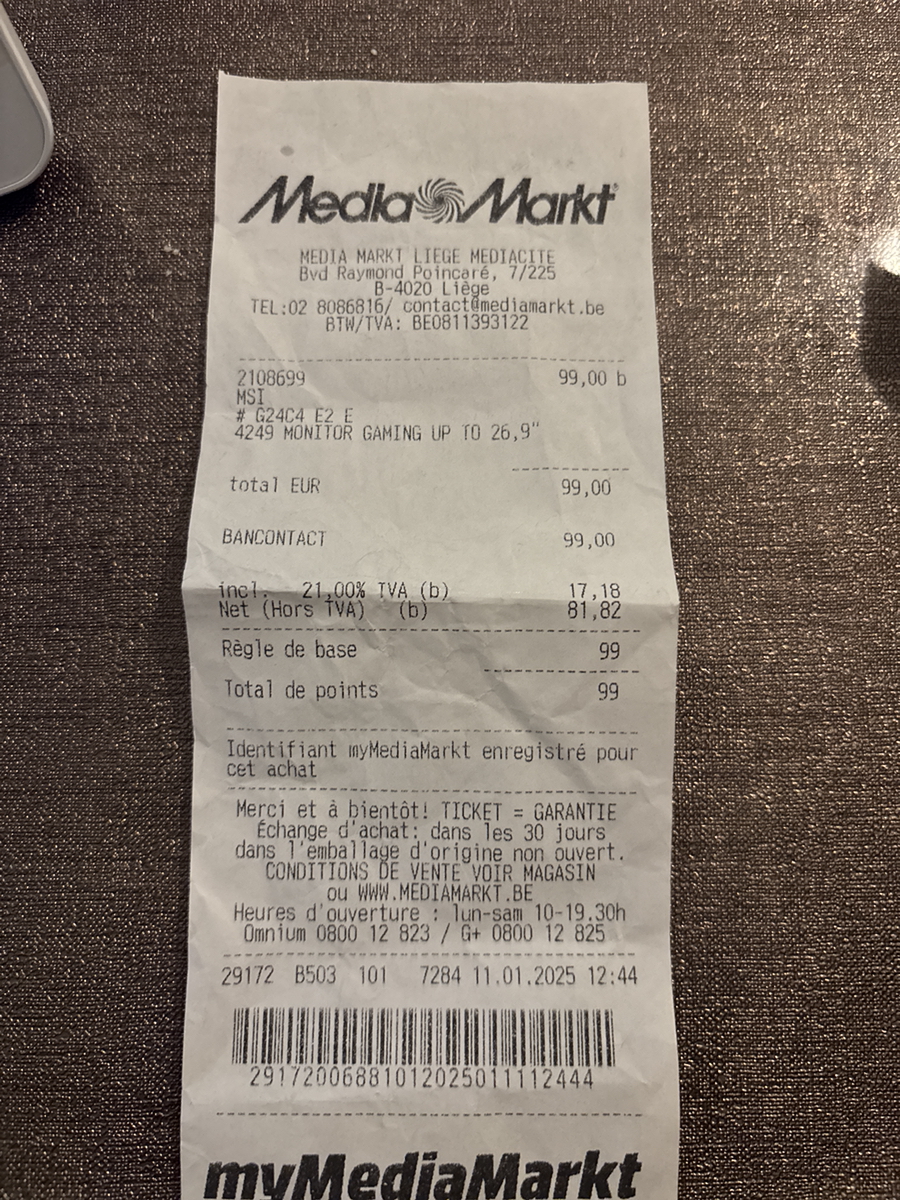 Media Markt
MEDIA MARKT LIEGE MEDIACITE
Bvd Raymond Poincaré, 7/225
B-4020 Liège
TEL:02 8086816/ contact@mediamarkt.be
BTW/TVA: BE0811393122
2108699 99,00 b
MSI
# G24C4 E2 E
4249 MONITOR GAMING UP TO 26,9"
total EUR 99,00
BANCONTACT 99,00
incl. 21,00% TVA (b) 17,18
Net (Hors TVA) (b) 81,82
Règle de base 99
Total de points 99
Identifiant myMediaMarkt enregistré pour
cet achat
Merci et à bientôt! TICKET = GARANTIE
Échange d'achat: dans les 30 jours
dans l'emballage d'origine non ouvert.
CONDITIONS DE VENTE VOIR MAGASIN
ou WWW.MEDIAMARKT.BE
Heures d'ouverture : lun-sam 10-19.30h
Omnium 0800 12 823 / G+ 0800 12 825
29172 B503 101 7284 11.01.2025 12:44
29172006881012025011112444
myMediaMarkt